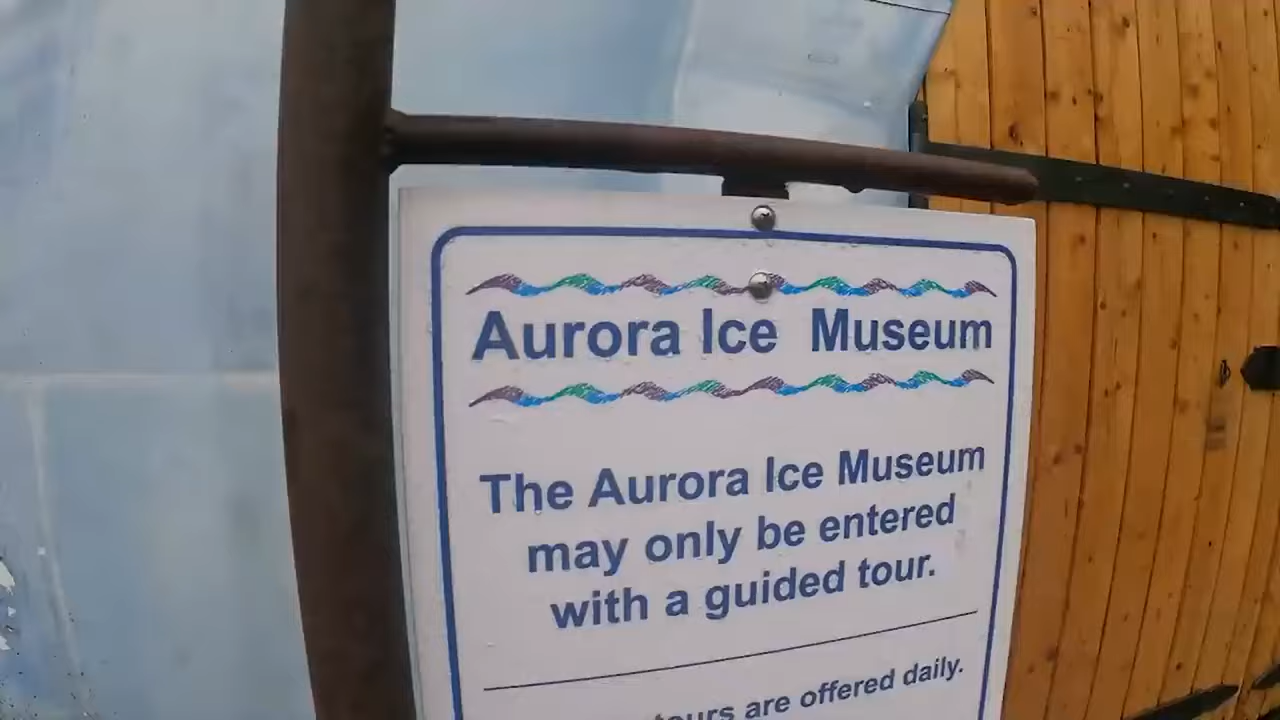 Aurora Ice Museum
The Aurora Ice Museum
may only be entered
with a guided tour.
tours are offered daily.